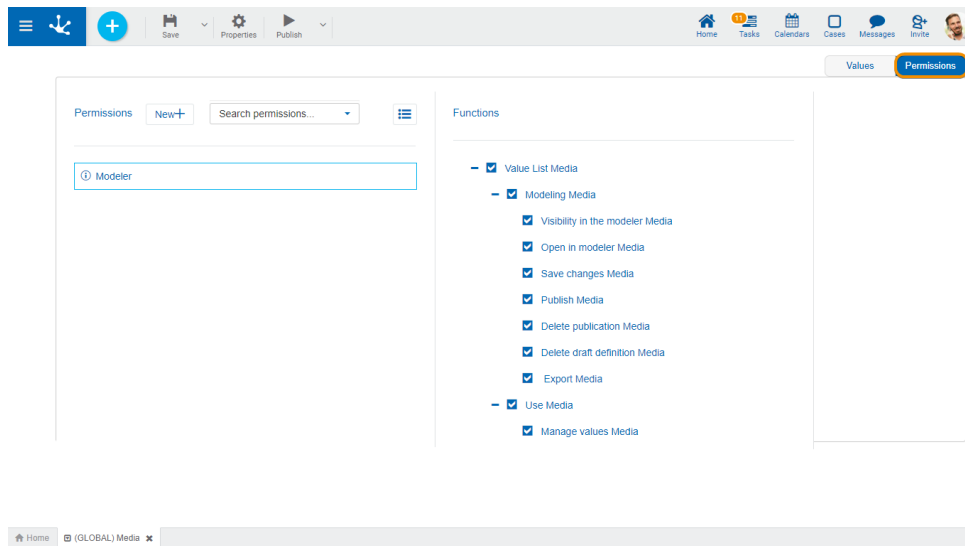 Save
Properties
Publish
Home
11
Tasks
Calendars
Cases
Messages
Invite
Values
Permissions
Permissions
New
Search permissions...
Functions
Modeler
Value List Media
Modeling Media
Visibility in the modeler Media
Open in modeler Media
Save changes Media
Publish Media
Delete publication Media
Delete draft definition Media
Export Media
Use Media
Manage values Media
Home
(GLOBAL) Media